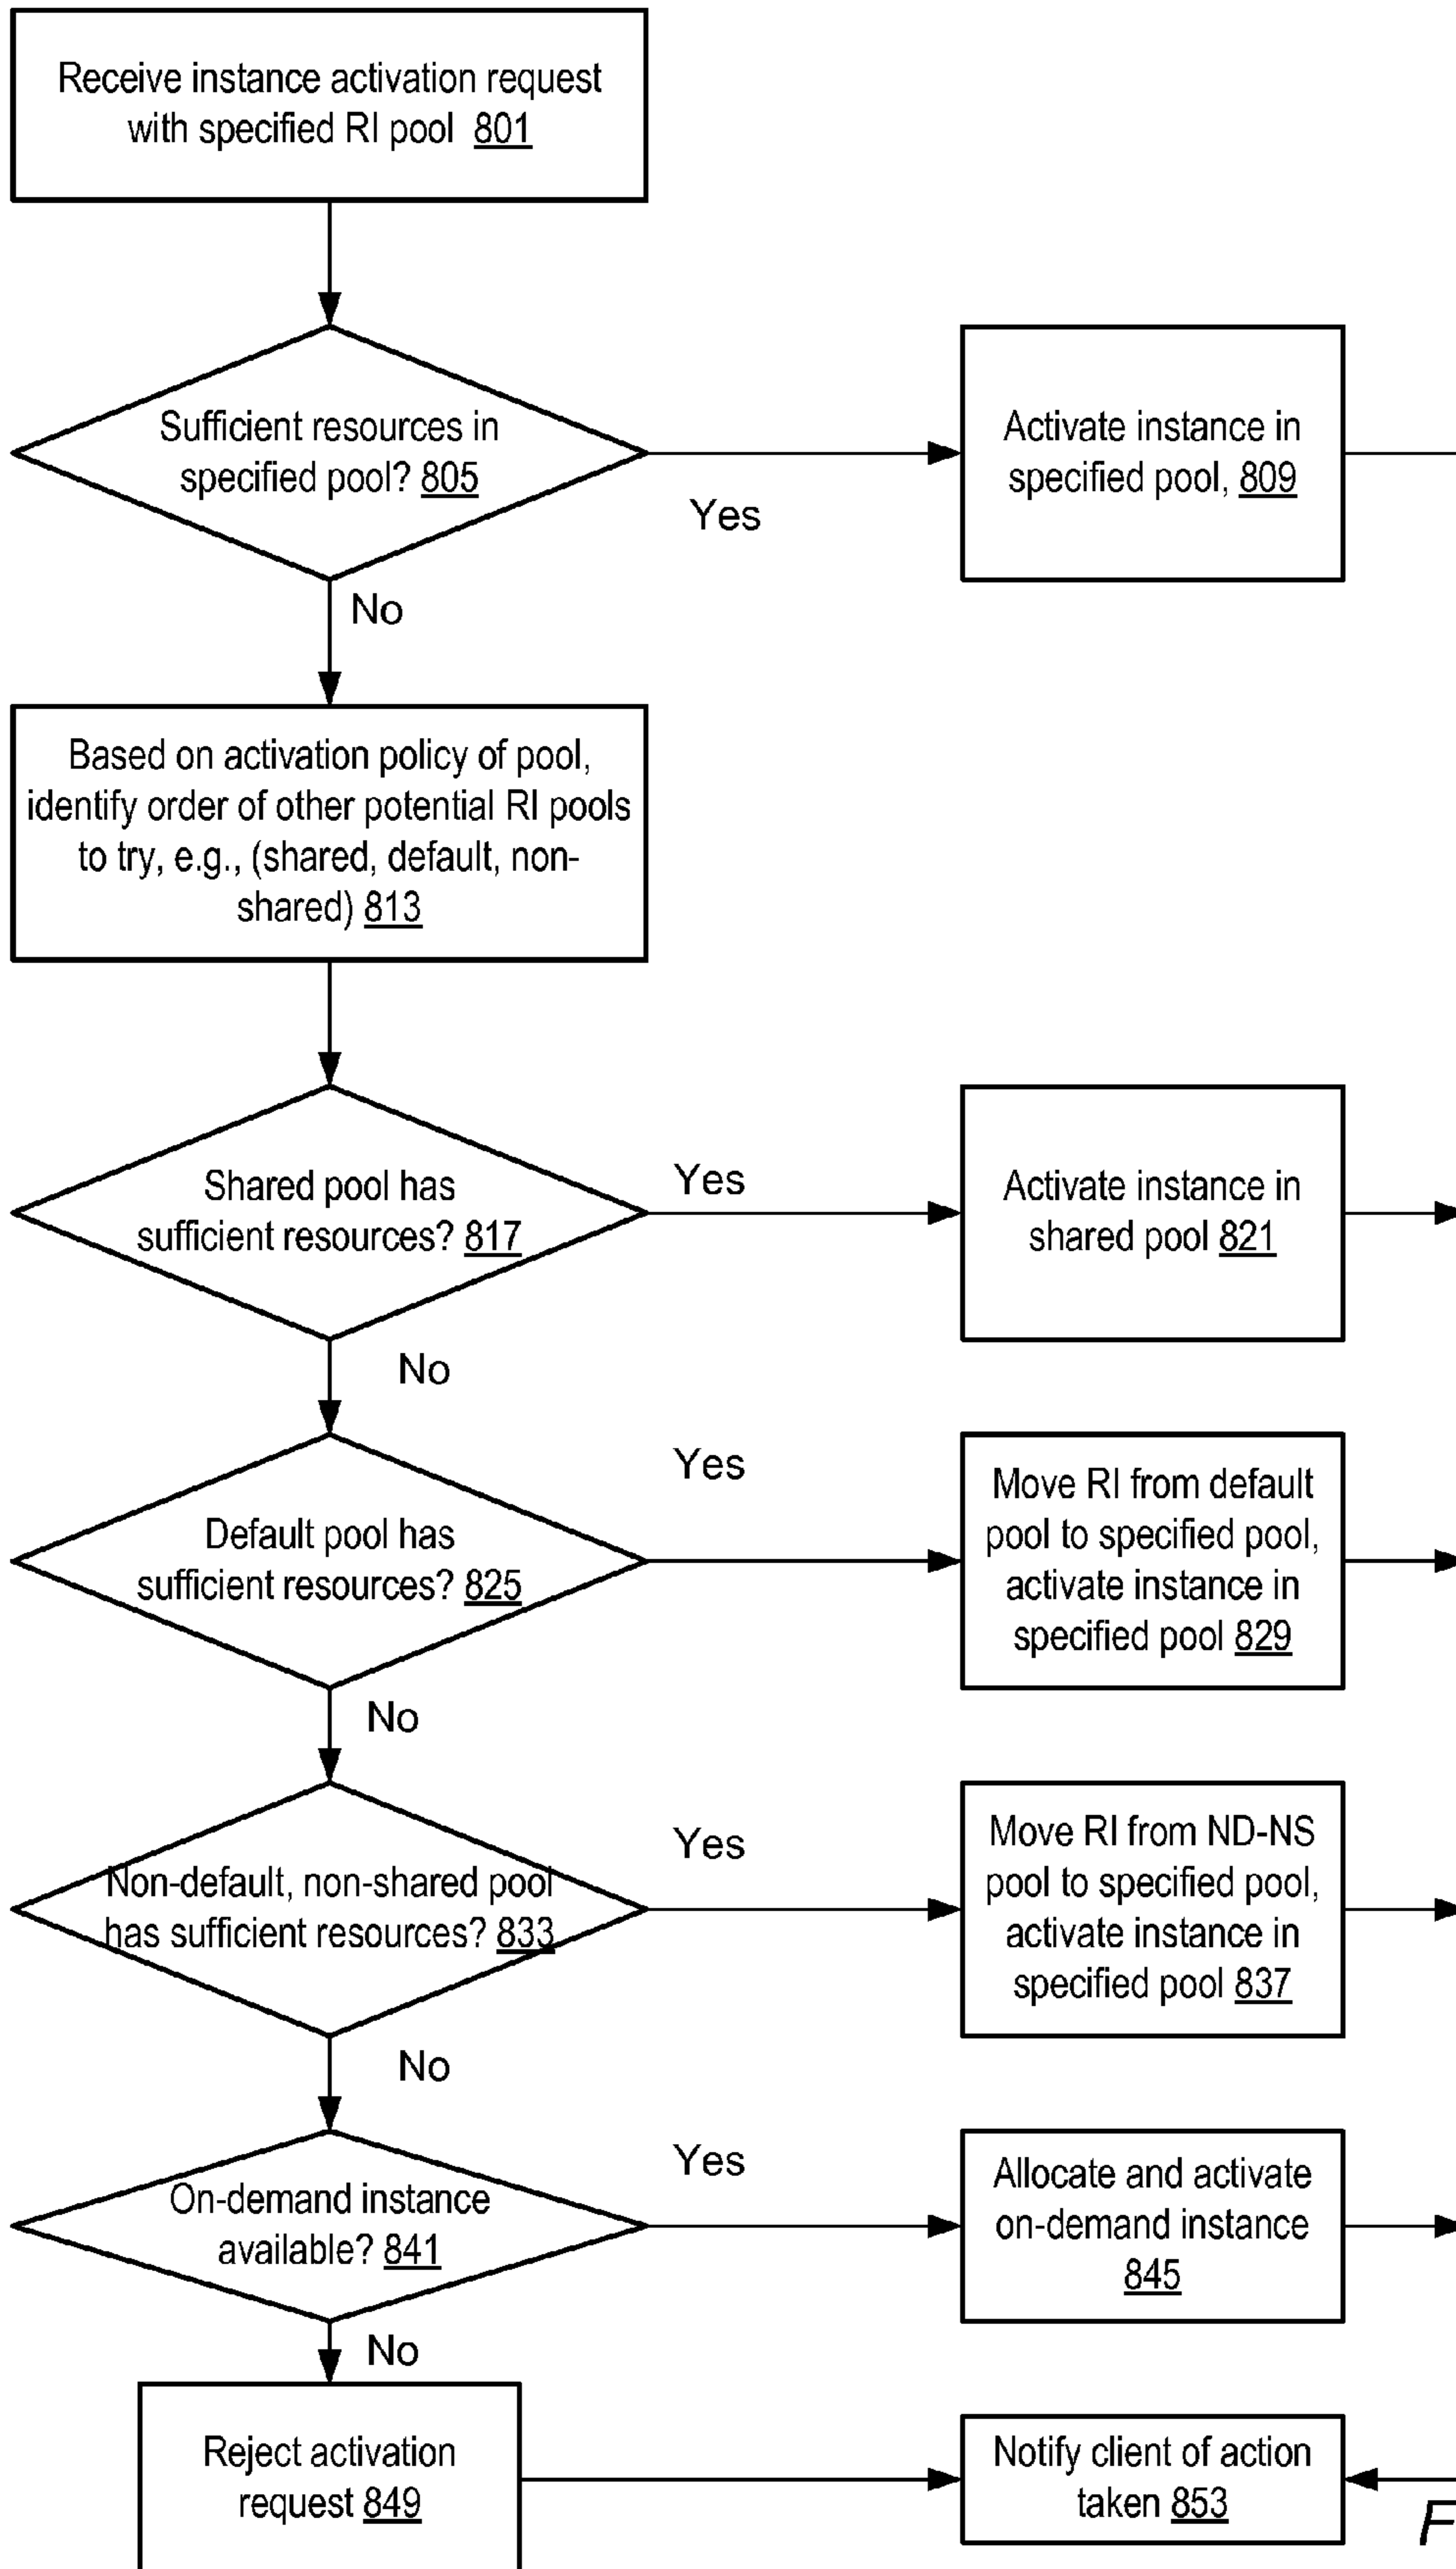 Receive instance activation request
with specified RI pool 801
Sufficient resources in
specified pool? 805
Yes
Activate instance in
specified pool, 809
No
Based on activation policy of pool,
identify order of other potential RI pools
to try, e.g., (shared, default, non-
shared) 813
Shared pool has
sufficient resources? 817
Yes
Activate instance in
shared pool 821
No
Default pool has
sufficient resources? 825
Yes
Move RI from default
pool to specified pool,
activate instance in
specified pool 829
No
Non-default, non-shared pool
has sufficient resources? 833
Yes
Move RI from ND-NS
pool to specified pool,
activate instance in
specified pool 837
No
On-demand instance
available? 841
Yes
Allocate and activate
on-demand instance
845
No
Reject activation
request 849
Notify client of action
taken 853
F